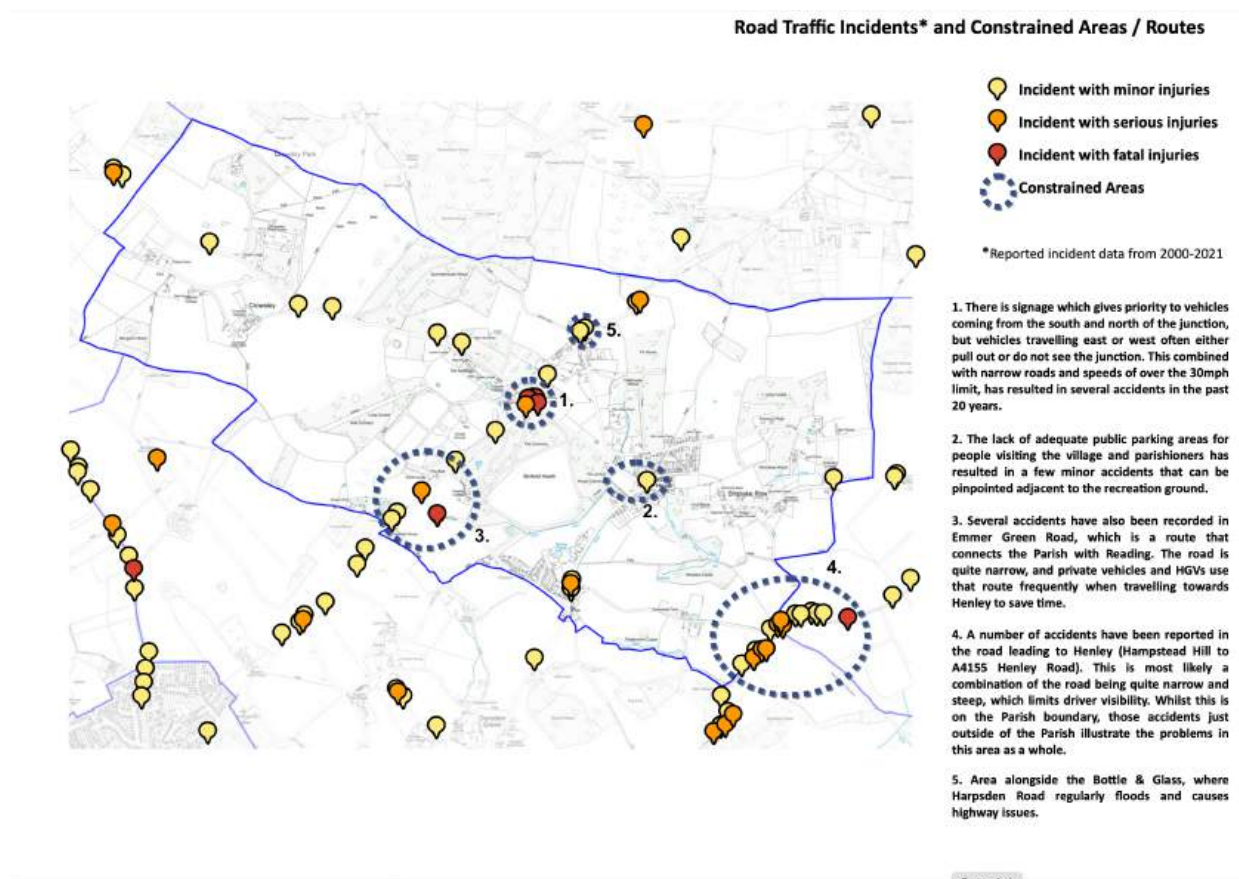 Road Traffic Incidents* and Constrained Areas / Routes
Incident with minor injuries
Incident with serious injuries
Incident with fatal injuries
Constrained Areas
*Reported incident data from 2000-2021
1. There is signage which gives priority to vehicles
coming from the south and north of the junction,
but vehicles travelling east or west often either
pull out or do not see the junction. This combined
with narrow roads and speeds of over the 30mph
limit, has resulted in several accidents in the past
20 years.
2. The lack of adequate public parking areas for
people visiting the village and parishioners has
resulted in a few minor accidents that can be
pinpointed adjacent to the recreation ground.
3. Several accidents have also been recorded in
Emmer Green Road, which is a route that
connects the Parish with Reading. The road is
quite narrow, and private vehicles and HGVs use
that route frequently when travelling towards
Henley to save time.
4. A number of accidents have been reported in
the road leading to Henley (Hampstead Hill to
A4155 Henley Road). This is most likely a
combination of the road being quite narrow and
steep, which limits driver visibility. Whilst this is
on the Parish boundary, those accidents just
outside of the Parish illustrate the problems in
this area as a whole.
5. Area alongside the Bottle & Glass, where
Harpsden Road regularly floods and causes
highway issues.
Crowsley
5.
1.
Binfield Heath
2.
Shiplake Row
3.
4.